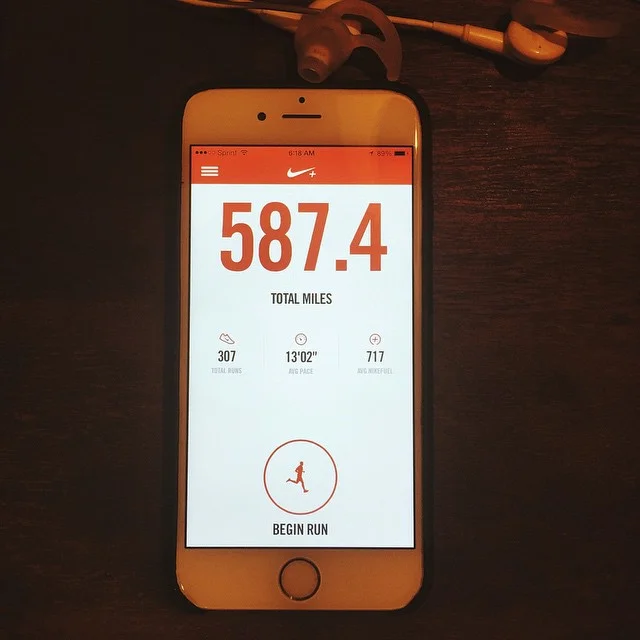 Sprint 6:18 AM 89%
+
587.4
TOTAL MILES
307 13'02" 717
TOTAL RUNS AVG PACE AVG NIKEFUEL
BEGIN RUN